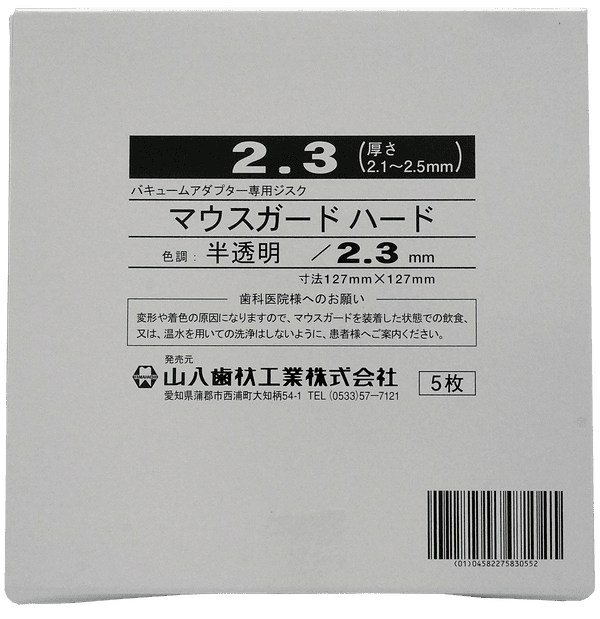 2.3 (厚さ 2.1〜2.5mm)
バキュームアダプター専用ジスク
マウスガード ハード
色調：半透明 ／2.3 mm
寸法127mm×127mm
歯科医院様へのお願い
変形や着色の原因になりますので、マウスガードを装着した状態での飲食、
又は、温水を用いての洗浄はしないように、患者様へご案内ください。
発売元
YAMAHACHI 山八歯材工業株式会社
5枚
愛知県蒲郡市西浦町大知柄54-1 TEL (0533)57-7121
(01)04582275830552